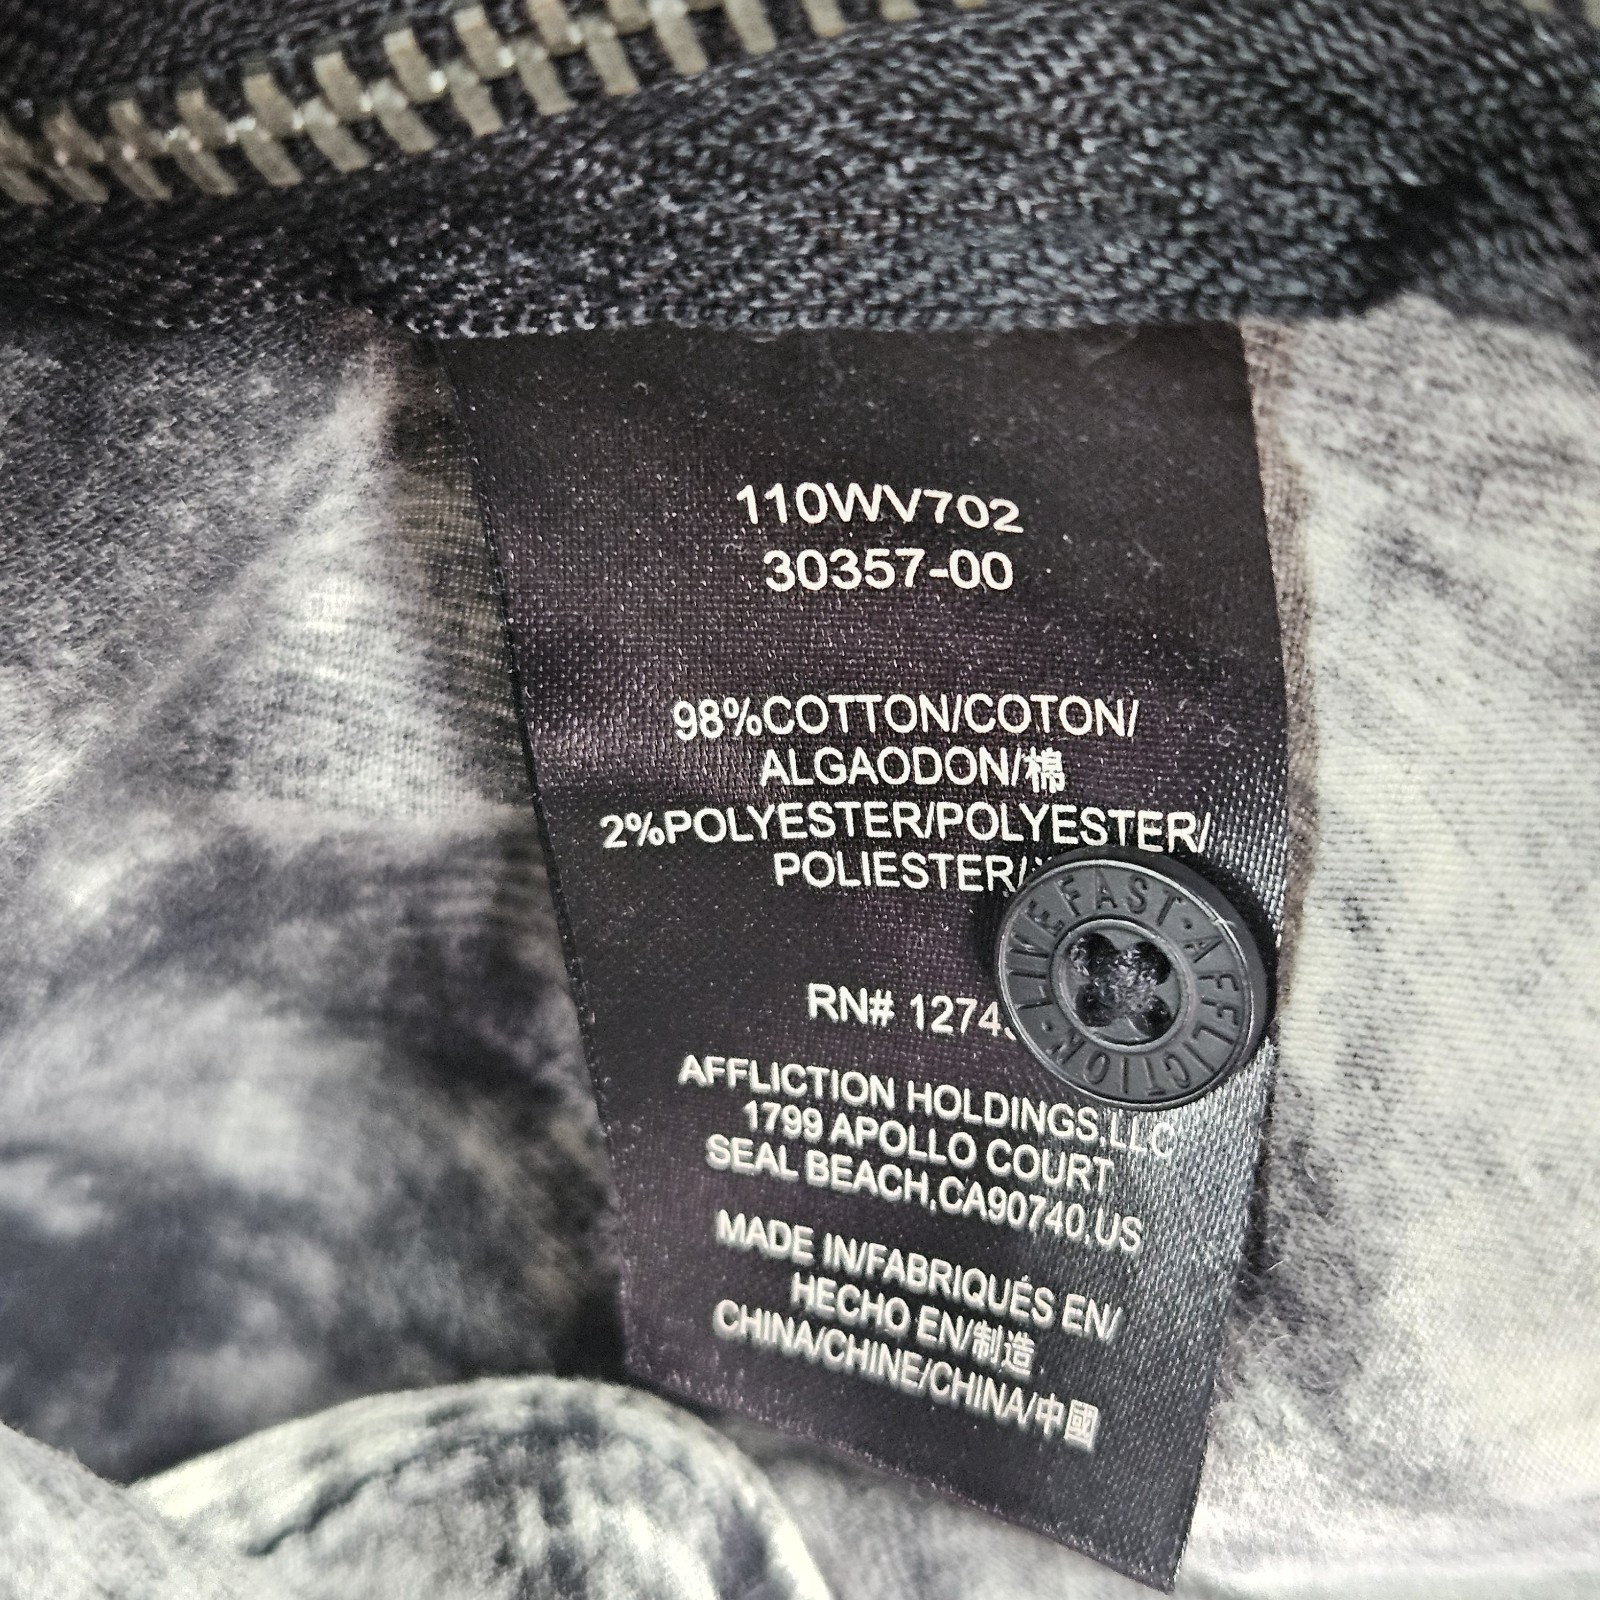 110WV702
30357-00
98%COTTON/COTON/
ALGAODON/棉
2%POLYESTER/POLYESTER/
POLIESTER/
RN#
AFFLICTION HOLDINGS,LLC
1799 APOLLO COURT
SEAL BEACH,CA90740.US
MADE IN/FABRIQUÉS EN/
HECHO EN/制造
CHINA/CHINE/CHINA/中國
LIVE FAST · AFFLICTION ·